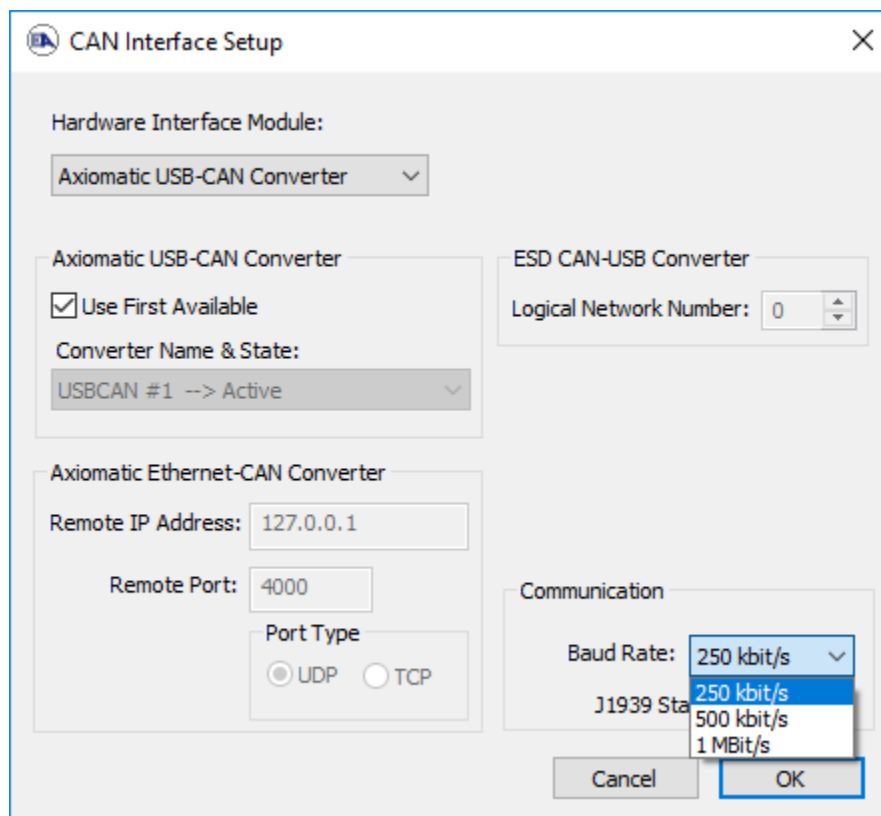 CAN Interface Setup
Hardware Interface Module:
Axiomatic USB-CAN Converter
Axiomatic USB-CAN Converter
Use First Available
Converter Name & State:
USBCAN #1 --> Active
ESD CAN-USB Converter
Logical Network Number: 0
Axiomatic Ethernet-CAN Converter
Remote IP Address: 127.0.0.1
Remote Port: 4000
Port Type
UDP TCP
Communication
Baud Rate: 250 kbit/s
250 kbit/s
500 kbit/s
1 MBit/s
J1939 Sta
Cancel OK